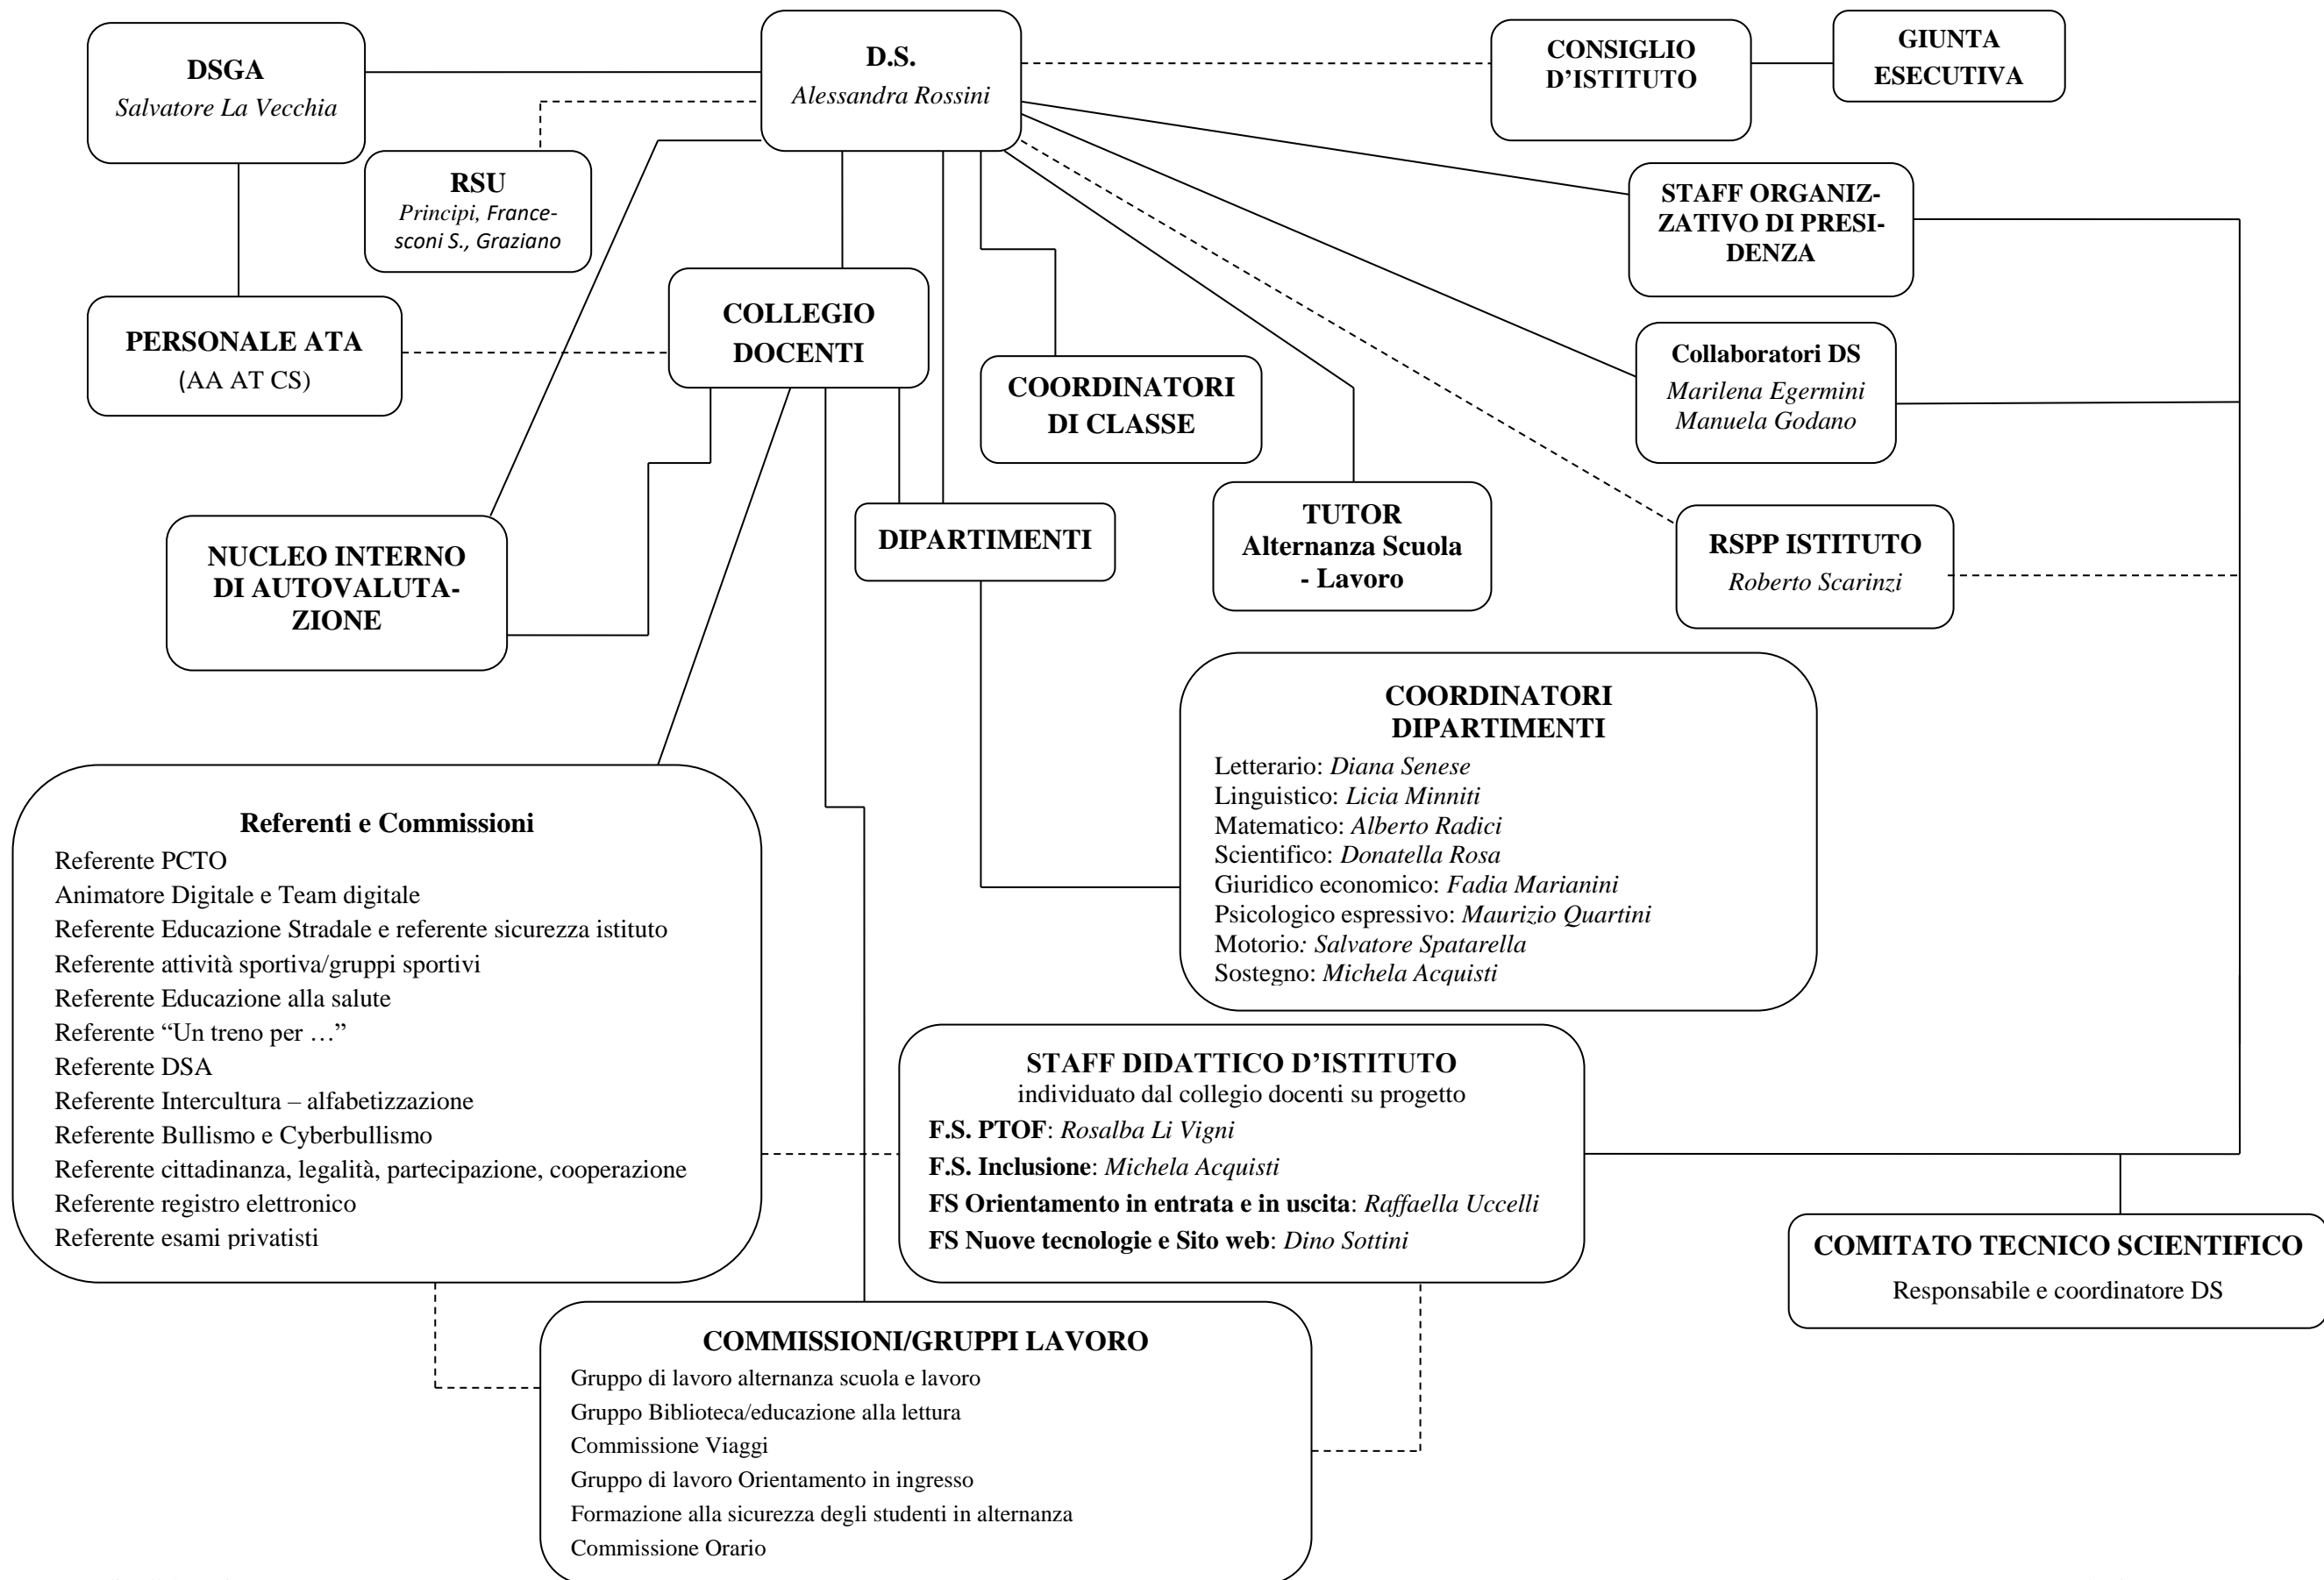 DSGA
Salvatore La Vecchia
D.S.
Alessandra Rossini
CONSIGLIO
D’ISTITUTO
GIUNTA
ESECUTIVA
RSU
Principi, France-
sconi S., Graziano
STAFF ORGANIZ-
ZATIVO DI PRESI-
DENZA
PERSONALE ATA
(AA AT CS)
COLLEGIO
DOCENTI
COORDINATORI
DI CLASSE
Collaboratori DS
Marilena Egermini
Manuela Godano
NUCLEO INTERNO
DI AUTOVALUTA-
ZIONE
DIPARTIMENTI
TUTOR
Alternanza Scuola
- Lavoro
RSPP ISTITUTO
Roberto Scarinzi
COORDINATORI
DIPARTIMENTI
Letterario: Diana Senese
Linguistico: Licia Minniti
Matematico: Alberto Radici
Scientifico: Donatella Rosa
Giuridico economico: Fadia Marianini
Psicologico espressivo: Maurizio Quartini
Motorio: Salvatore Spatarella
Sostegno: Michela Acquisti
Referenti e Commissioni
Referente PCTO
Animatore Digitale e Team digitale
Referente Educazione Stradale e referente sicurezza istituto
Referente attività sportiva/gruppi sportivi
Referente Educazione alla salute
Referente “Un treno per …”
Referente DSA
Referente Intercultura – alfabetizzazione
Referente Bullismo e Cyberbullismo
Referente cittadinanza, legalità, partecipazione, cooperazione
Referente registro elettronico
Referente esami privatisti
STAFF DIDATTICO D’ISTITUTO
individuato dal collegio docenti su progetto
F.S. PTOF: Rosalba Li Vigni
F.S. Inclusione: Michela Acquisti
FS Orientamento in entrata e in uscita: Raffaella Uccelli
FS Nuove tecnologie e Sito web: Dino Sottini
COMITATO TECNICO SCIENTIFICO
Responsabile e coordinatore DS
COMMISSIONI/GRUPPI LAVORO
Gruppo di lavoro alternanza scuola e lavoro
Gruppo Biblioteca/educazione alla lettura
Commissione Viaggi
Gruppo di lavoro Orientamento in ingresso
Formazione alla sicurezza degli studenti in alternanza
Commissione Orario